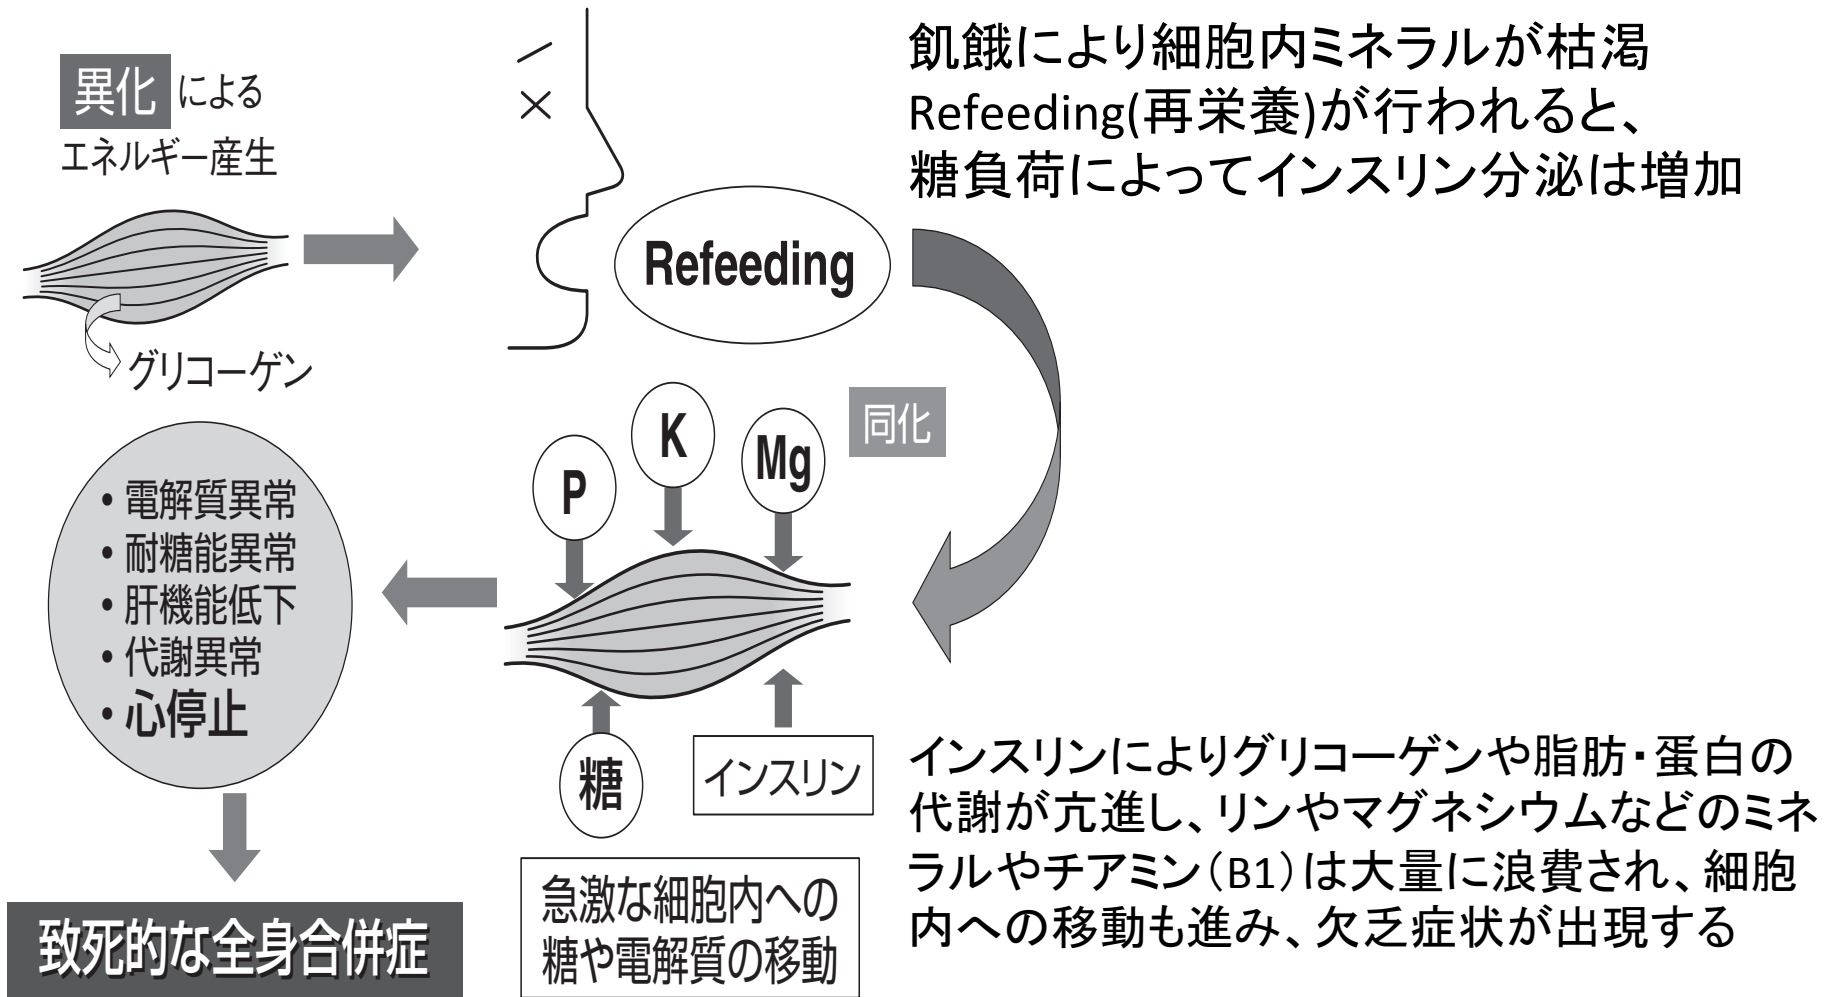 異化による
エネルギー産生
グリコーゲン
Refeeding
飢餓により細胞内ミネラルが枯渇
Refeeding(再栄養)が行われると、
糖負荷によってインスリン分泌は増加
同化
P
K
Mg
糖
インスリン
急激な細胞内への
糖や電解質の移動
インスリンによりグリコーゲンや脂肪・蛋白の
代謝が亢進し、リンやマグネシウムなどのミネ
ラルやチアミン（B1）は大量に浪費され、細胞
内への移動も進み、欠乏症状が出現する
・電解質異常
・耐糖能異常
・肝機能低下
・代謝異常
・心停止
致死的な全身合併症